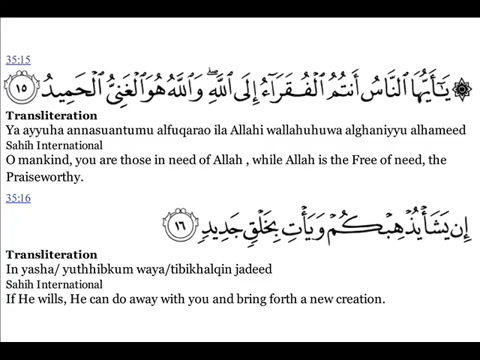 35:15
۞ يَٰٓأَيُّهَا ٱلنَّاسُ أَنتُمُ ٱلْفُقَرَآءُ إِلَى ٱللَّهِ ۖ وَٱللَّهُ هُوَ ٱلْغَنِىُّ ٱلْحَمِيدُ ١٥
Transliteration
Ya ayyuha annasuantumu alfuqarao ila Allahi wallahuhuwa alghaniyyu alhameed
Sahih International
O mankind, you are those in need of Allah , while Allah is the Free of need, the
Praiseworthy.
35:16
إِن يَشَأْ يُذْهِبْكُمْ وَيَأْتِ بِخَلْقٍ جَدِيدٍ ١٦
Transliteration
In yasha/ yuthhibkum waya/tibikhalqin jadeed
Sahih International
If He wills, He can do away with you and bring forth a new creation.